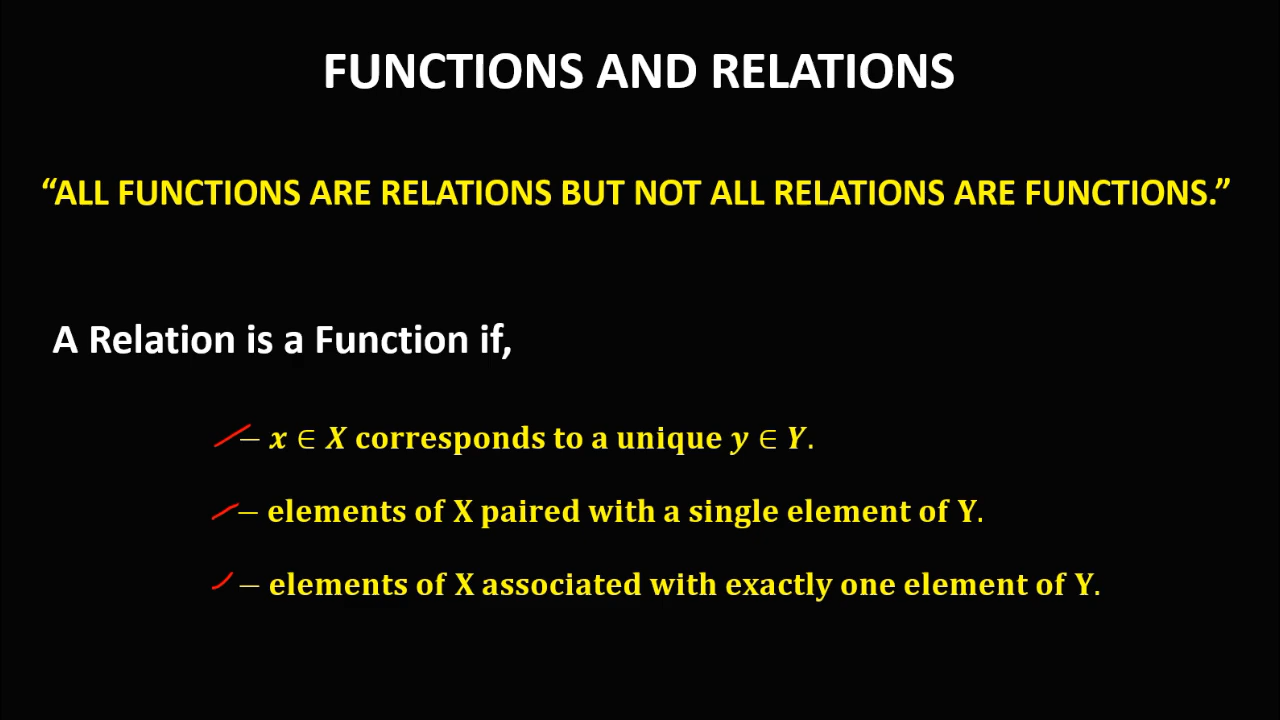 FUNCTIONS AND RELATIONS
“ALL FUNCTIONS ARE RELATIONS BUT NOT ALL RELATIONS ARE FUNCTIONS.”
A Relation is a Function if,
− x ∈ X corresponds to a unique y ∈ Y.
− elements of X paired with a single element of Y.
− elements of X associated with exactly one element of Y.